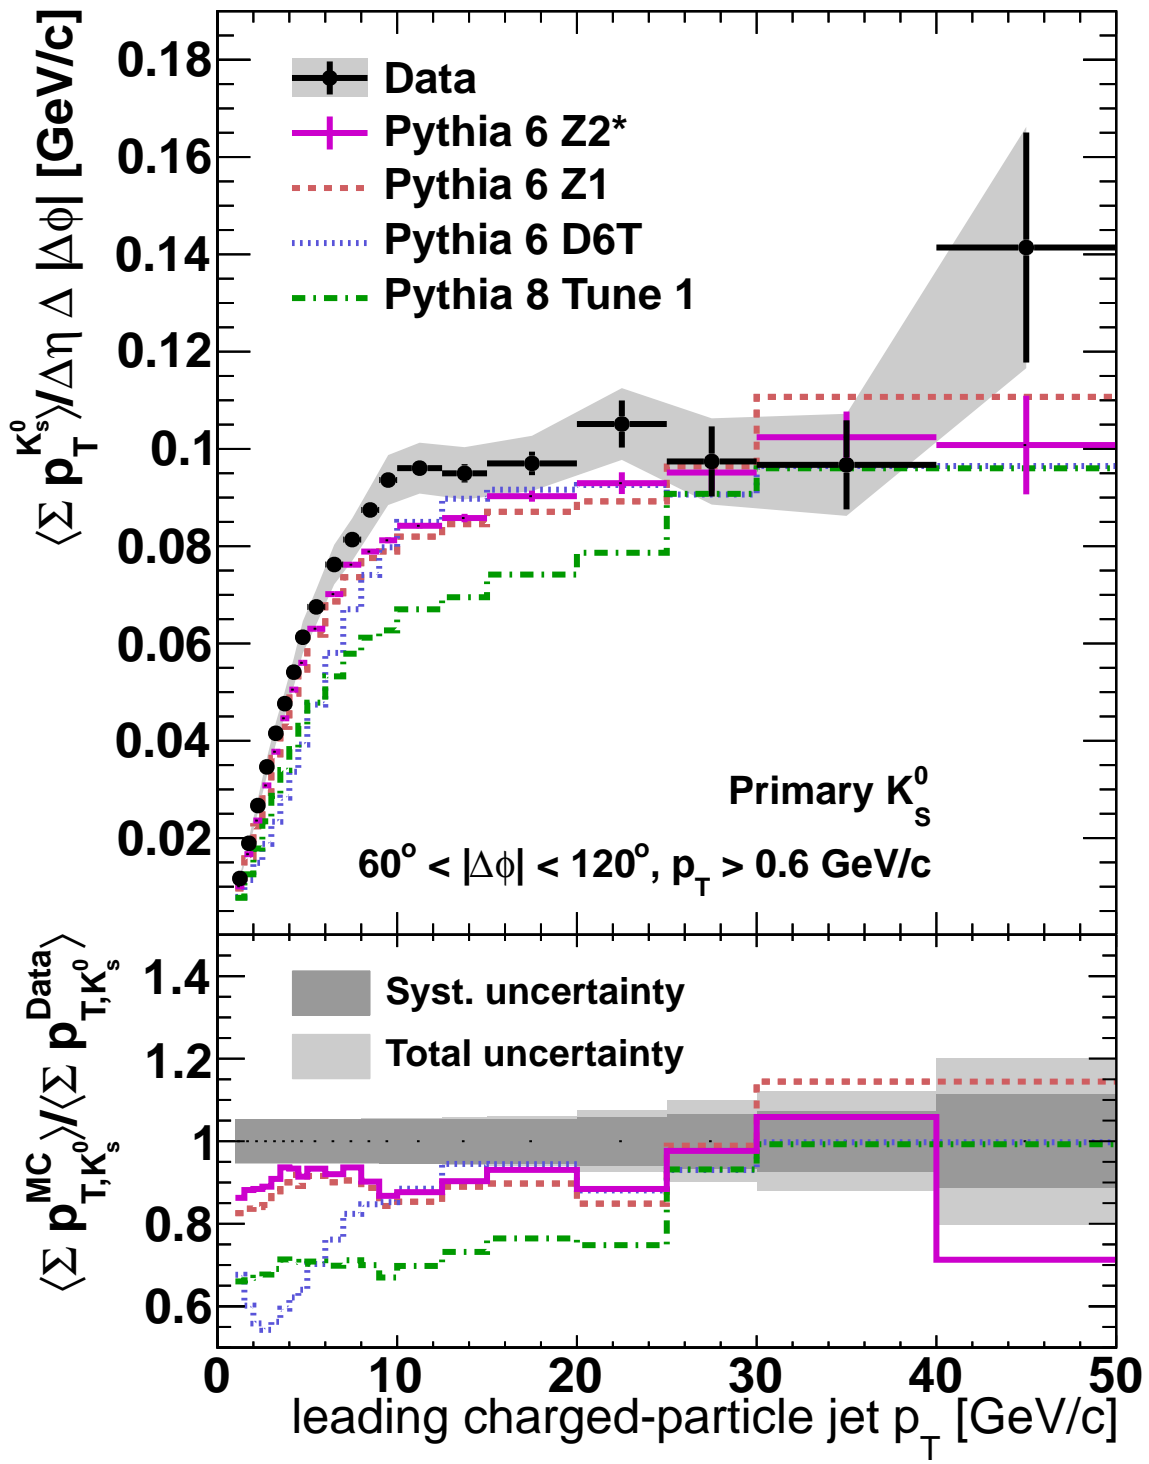 ⟨Σ p_T^{K_s^0}⟩/Δη Δ |Δϕ| [GeV/c]
0.18
0.16
0.14
0.12
0.1
0.08
0.06
0.04
0.02
Data
Pythia 6 Z2*
Pythia 6 Z1
Pythia 6 D6T
Pythia 8 Tune 1
Primary K_S^0
60° < |Δϕ| < 120°, p_T > 0.6 GeV/c
⟨Σ p_{T,K_s^0}^{MC}⟩/⟨Σ p_{T,K_s^0}^{Data}⟩
1.4
1.2
1
0.8
0.6
Syst. uncertainty
Total uncertainty
0 10 20 30 40 50
leading charged-particle jet p_T [GeV/c]